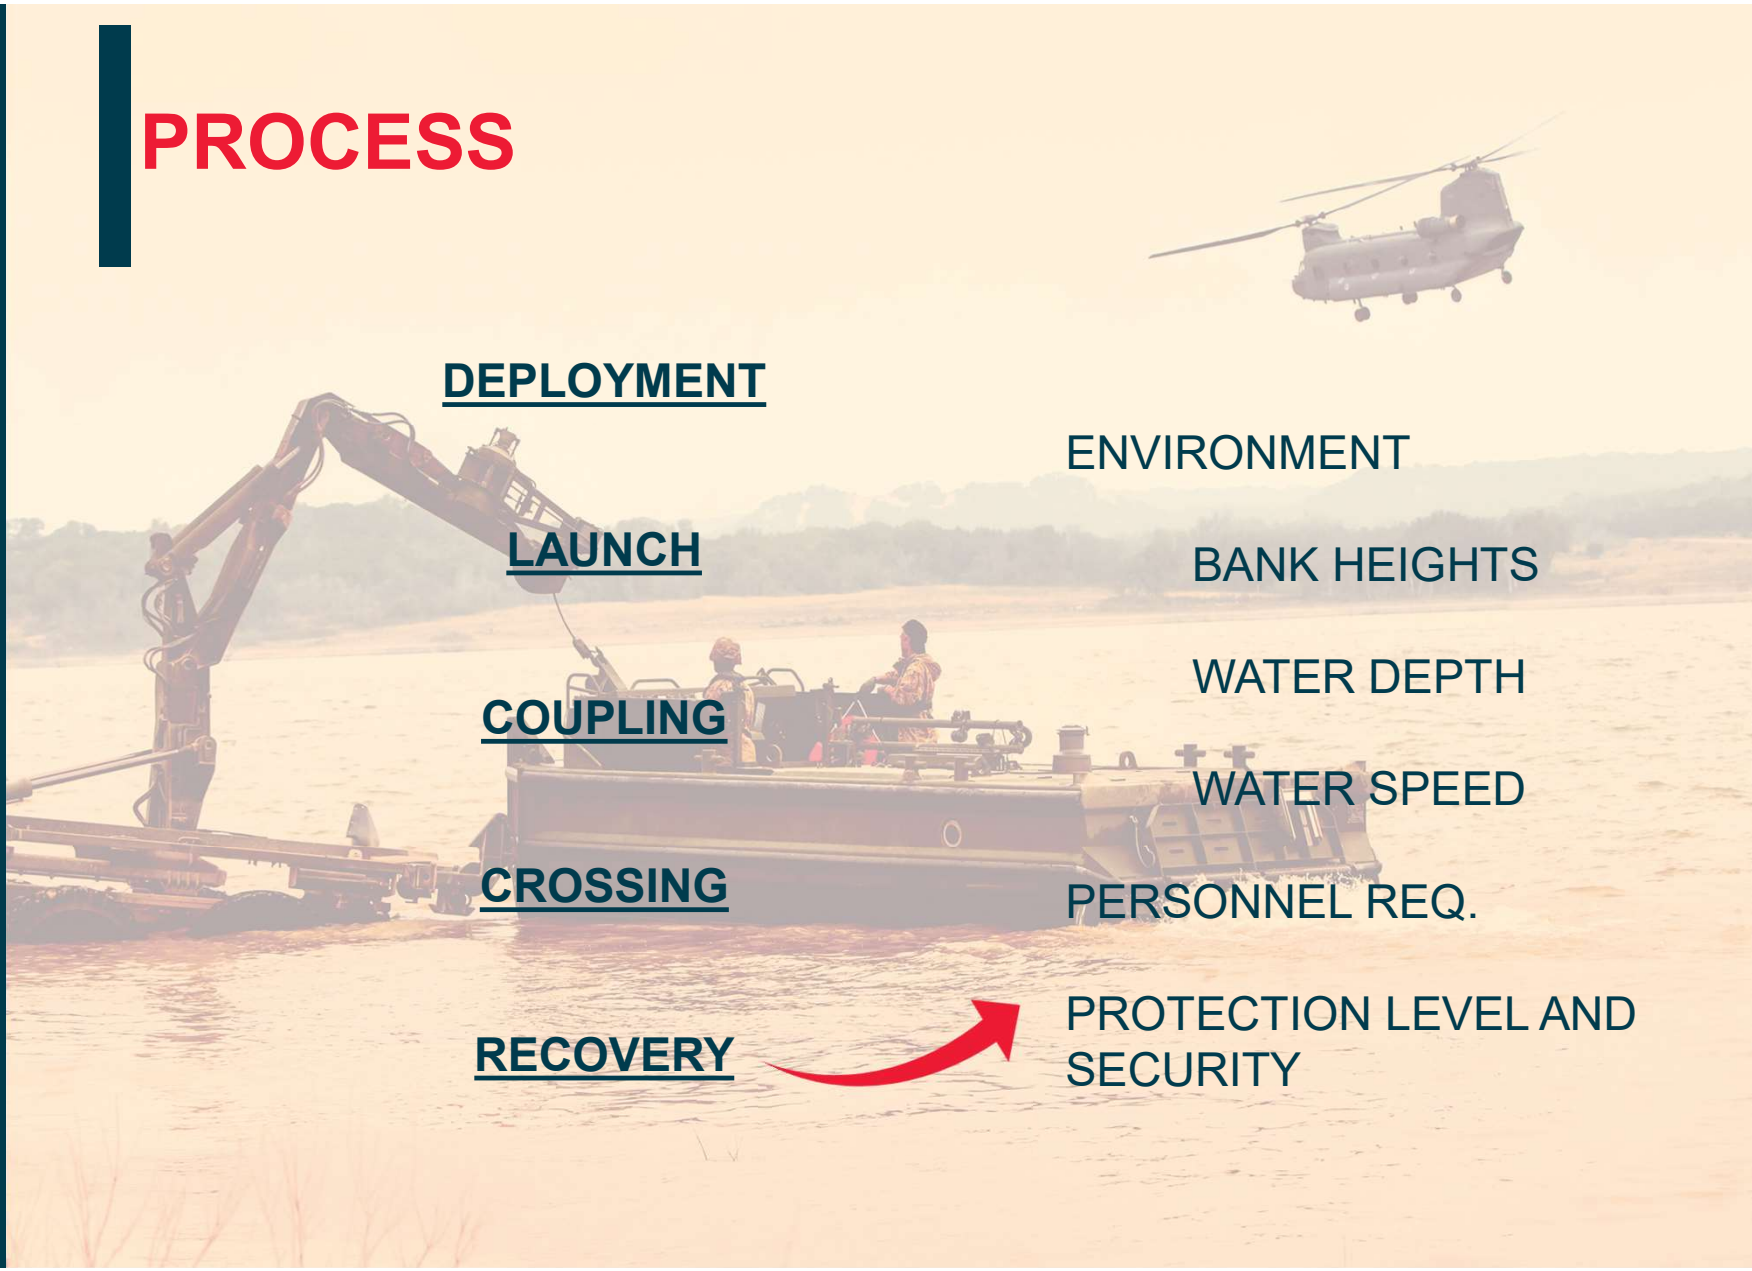 PROCESS
DEPLOYMENT
LAUNCH
COUPLING
CROSSING
RECOVERY
ENVIRONMENT
BANK HEIGHTS
WATER DEPTH
WATER SPEED
PERSONNEL REQ.
PROTECTION LEVEL AND
SECURITY